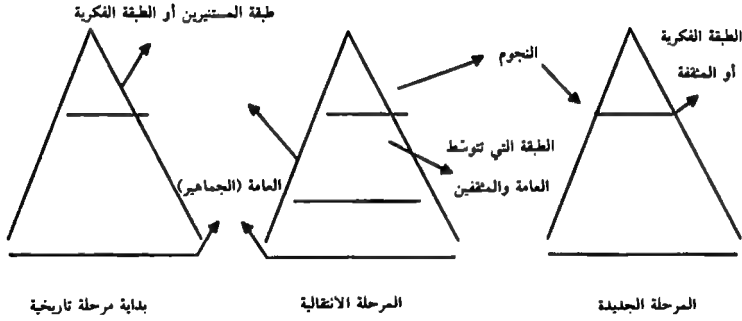 طبقة المستنيرين أو الطبقة الفكرية
النجوم
الطبقة الفكرية
أو المثقفة
الطبقة التي تتوسّط
العامة والمثقفين
العامة (الجماهير)
المرحلة الجديدة
المرحلة الانتقالية
بداية مرحلة تاريخية